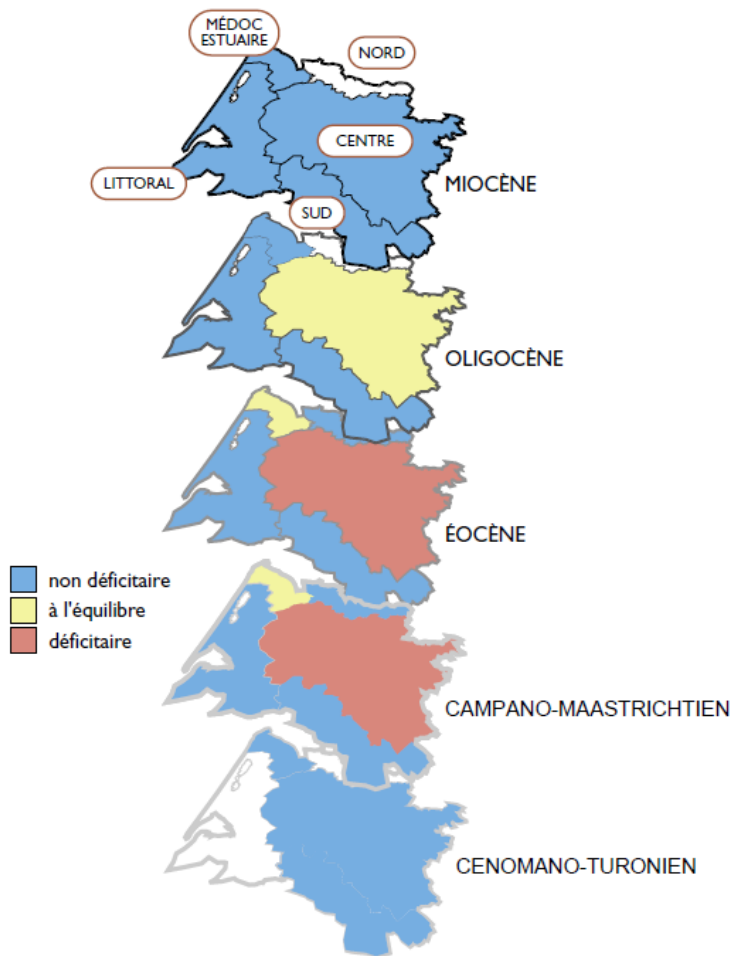 MÉDOC
ESTUAIRE
NORD
CENTRE
LITTORAL
MIOCÈNE
SUD
OLIGOCÈNE
ÉOCÈNE
non déficitaire
à l'équilibre
déficitaire
CAMPANO-MAASTRICHTIEN
CENOMANO-TURONIEN